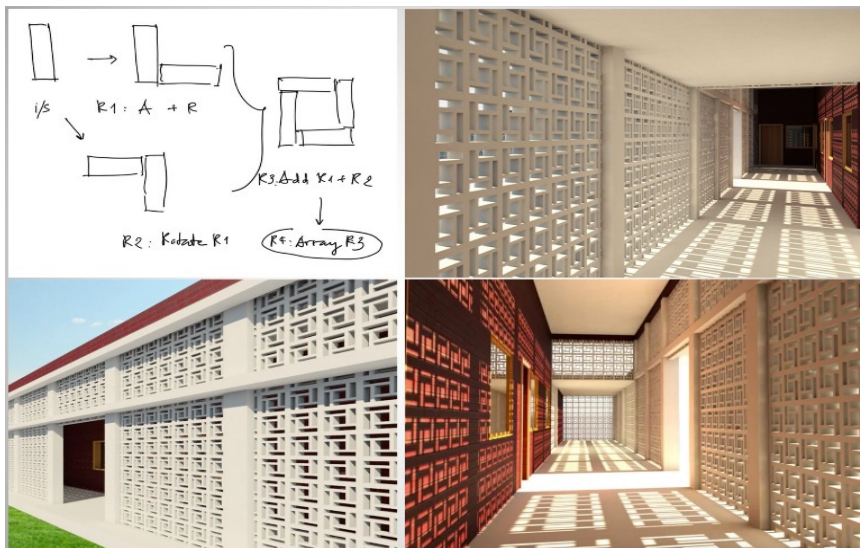 i/s
R1: A + R
R2: Rotate R1
R3: Add R1 + R2
R4: Array R3